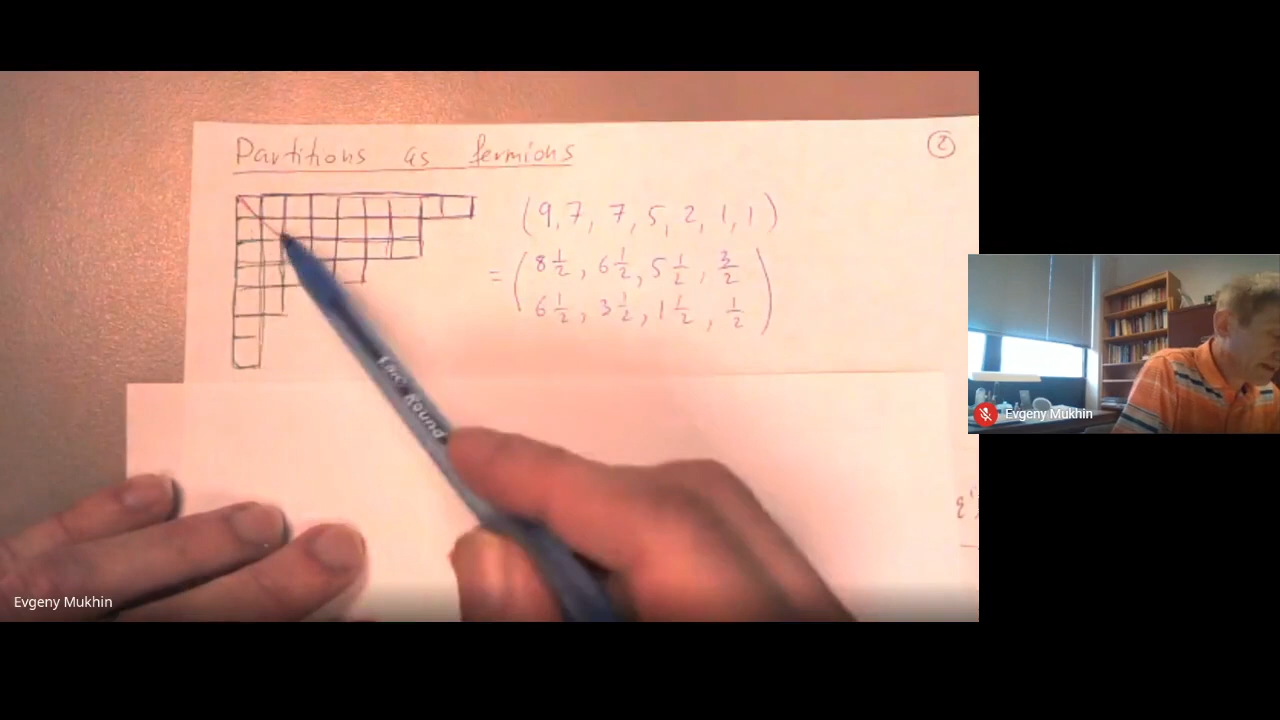 Partitions as fermions
②
(9, 7, 7, 5, 2, 1, 1)
= ( 8 1/2, 6 1/2, 5 1/2, 3/2
6 1/2, 3 1/2, 1 1/2, 1/2 )
Evgeny Mukhin
Evgeny Mukhin